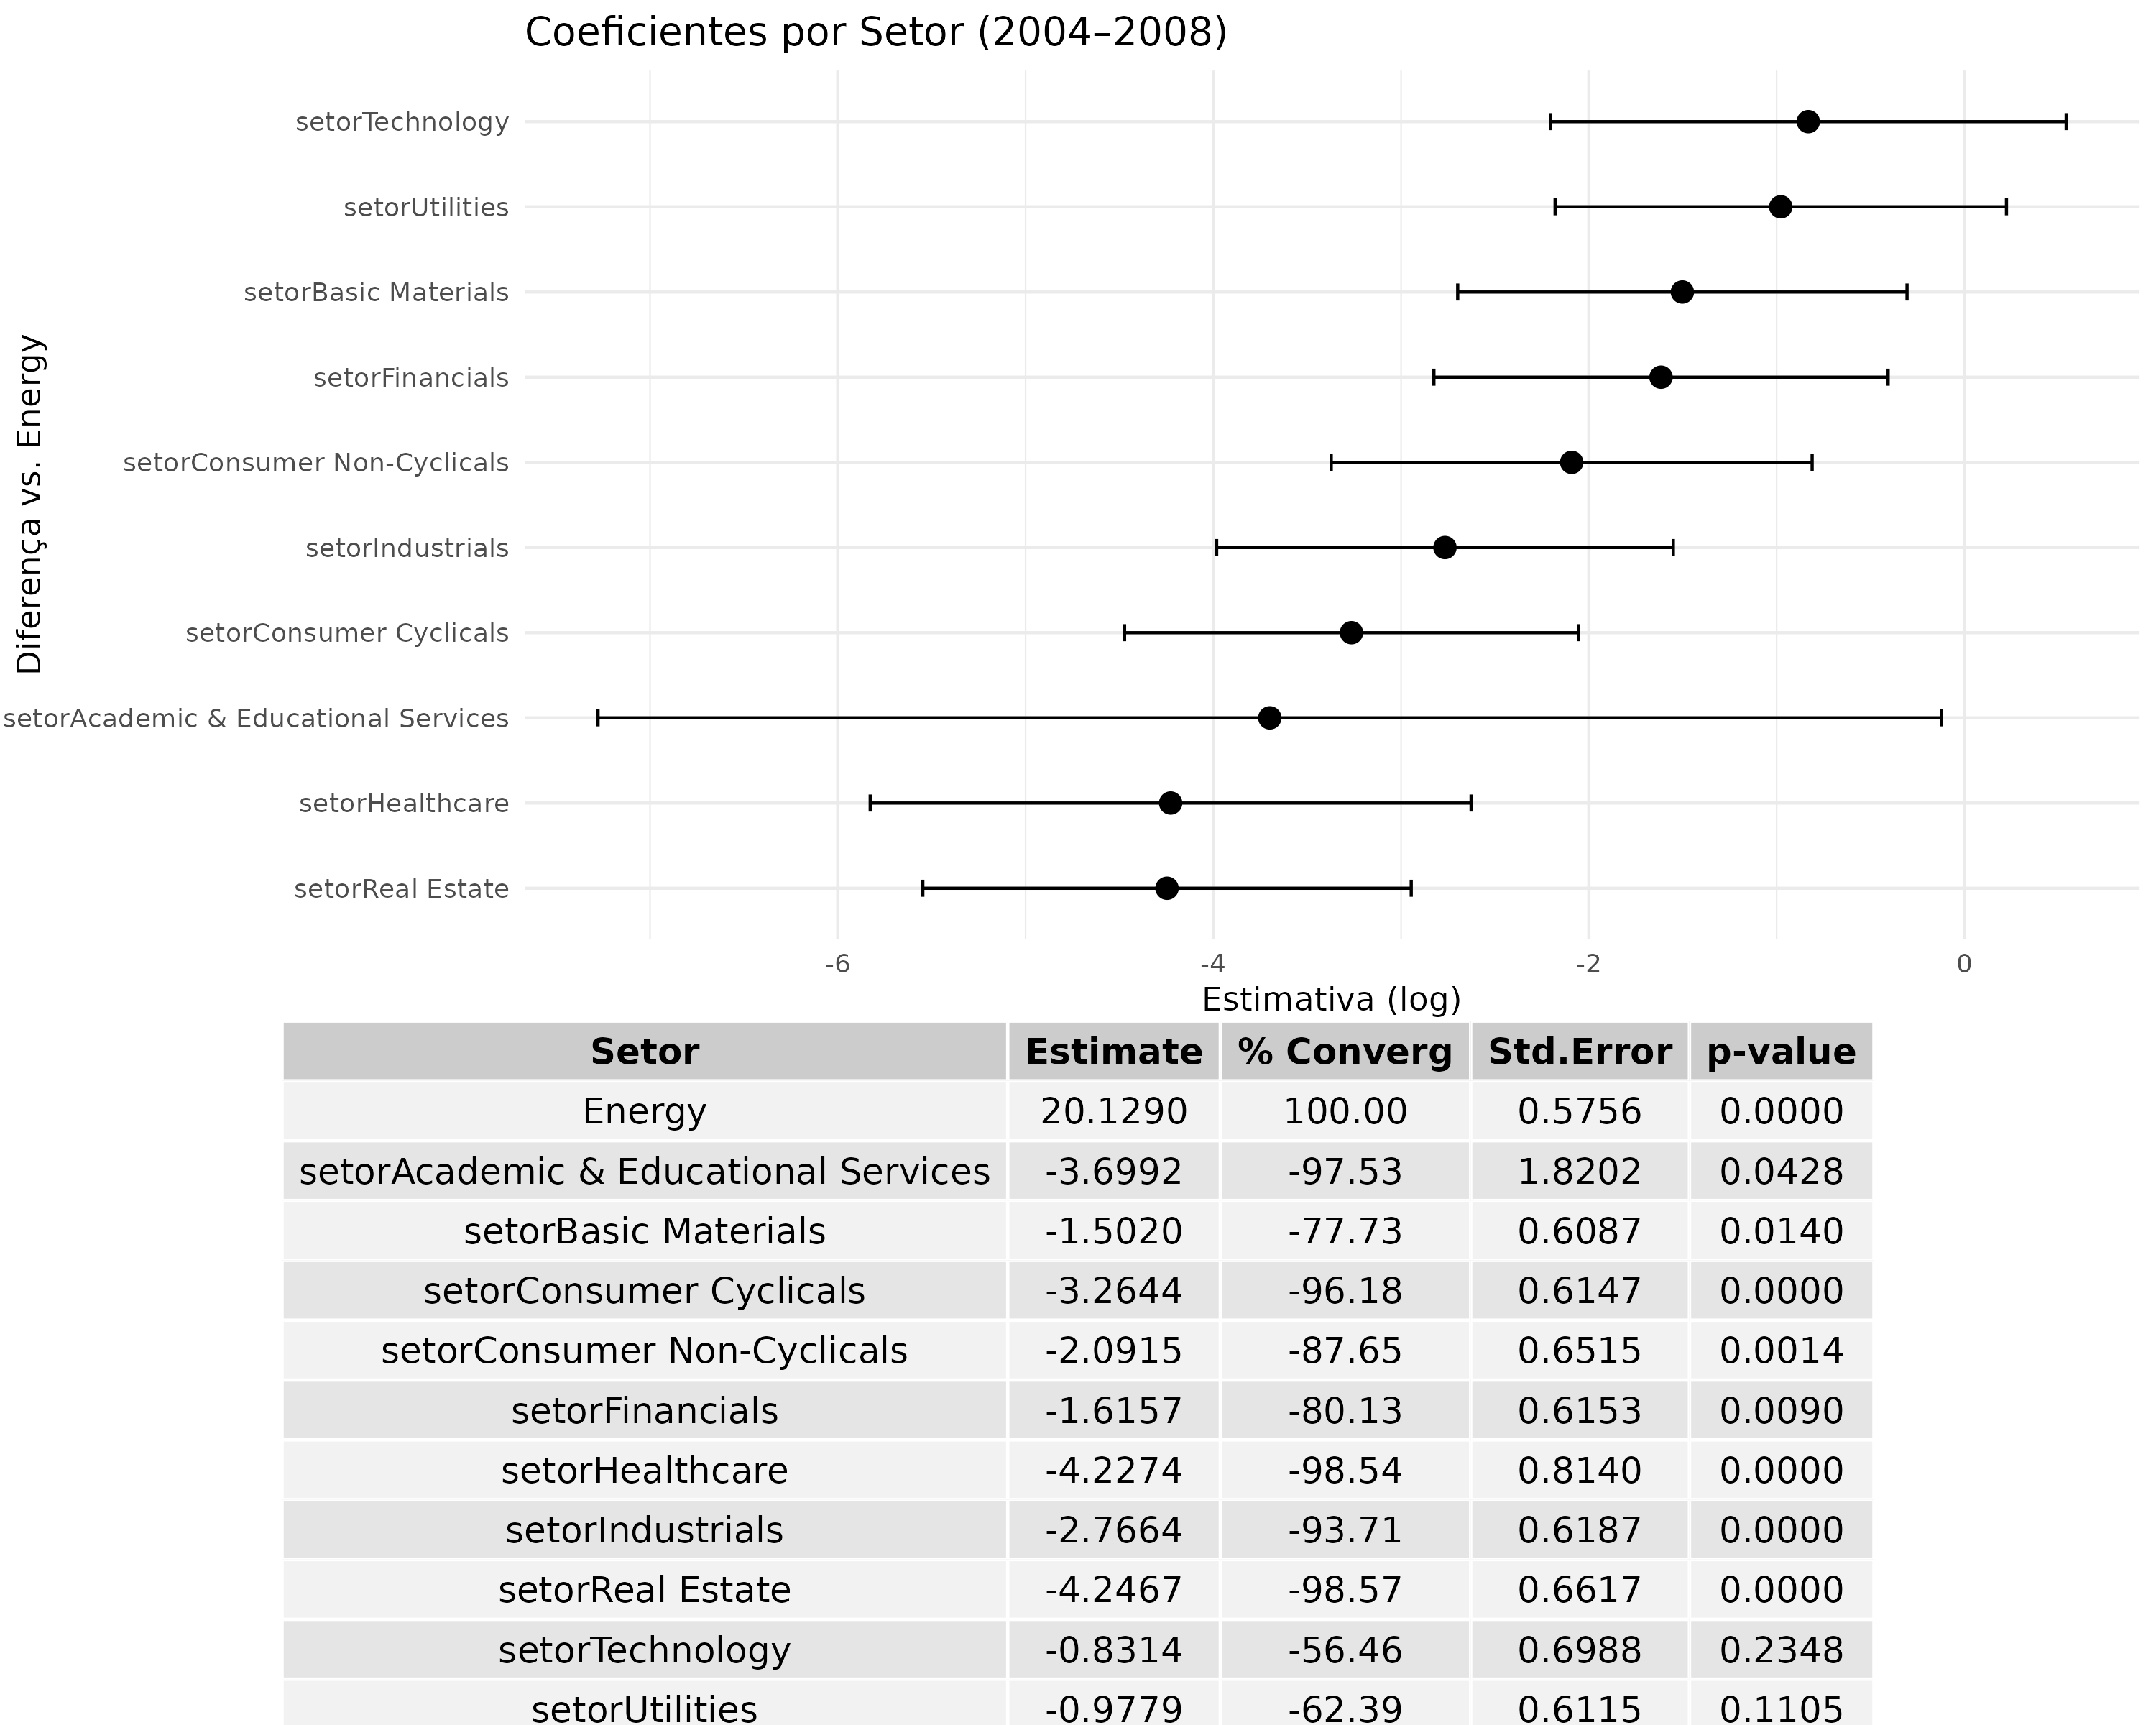 Coeficientes por Setor (2004–2008)
Diferença vs. Energy
setorTechnology
setorUtilities
setorBasic Materials
setorFinancials
setorConsumer Non-Cyclicals
setorIndustrials
setorConsumer Cyclicals
setorAcademic & Educational Services
setorHealthcare
setorReal Estate
-6 -4 -2 0
Estimativa (log)
Setor Estimate % Converg Std.Error p-value
Energy 20.1290 100.00 0.5756 0.0000
setorAcademic & Educational Services -3.6992 -97.53 1.8202 0.0428
setorBasic Materials -1.5020 -77.73 0.6087 0.0140
setorConsumer Cyclicals -3.2644 -96.18 0.6147 0.0000
setorConsumer Non-Cyclicals -2.0915 -87.65 0.6515 0.0014
setorFinancials -1.6157 -80.13 0.6153 0.0090
setorHealthcare -4.2274 -98.54 0.8140 0.0000
setorIndustrials -2.7664 -93.71 0.6187 0.0000
setorReal Estate -4.2467 -98.57 0.6617 0.0000
setorTechnology -0.8314 -56.46 0.6988 0.2348
setorUtilities -0.9779 -62.39 0.6115 0.1105